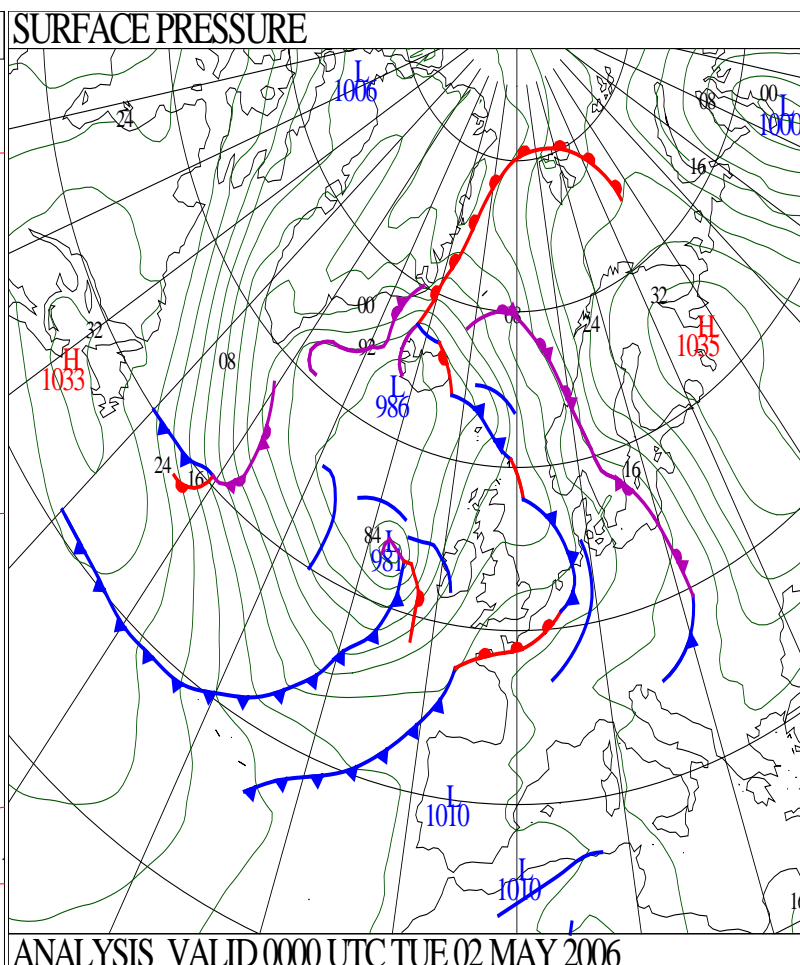 SURFACE PRESSURE
L
1006
00
08
L
1000
24
16
00
32
08
24
H
1035
32
H
1033
92
08
L
986
24
16
16
84
L
981
L
1010
L
1010
ANALYSIS VALID 0000 UTC TUE 02 MAY 2006